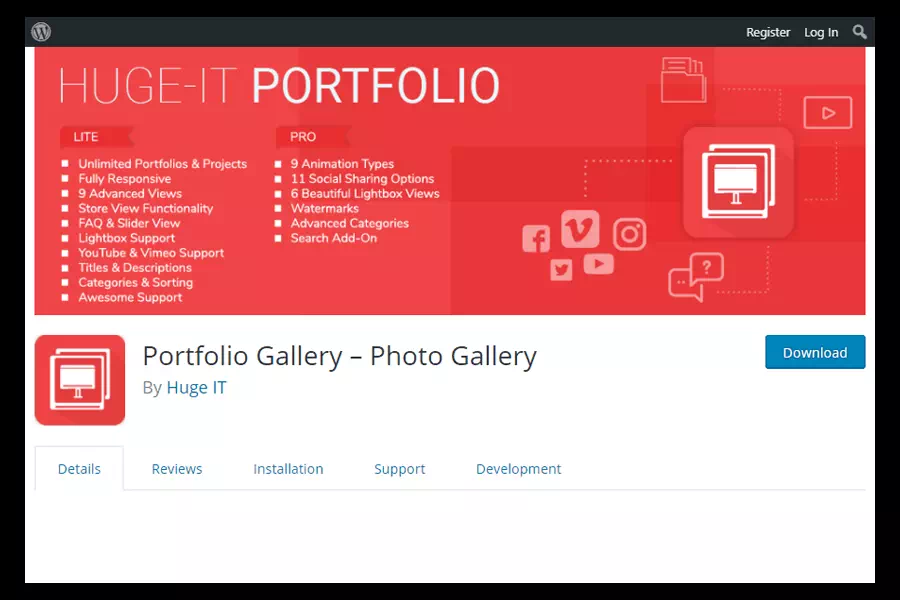 Register Log In
HUGE-IT PORTFOLIO
LITE
Unlimited Portfolios & Projects
Fully Responsive
9 Advanced Views
Store View Functionality
FAQ & Slider View
Lightbox Support
YouTube & Vimeo Support
Titles & Descriptions
Categories & Sorting
Awesome Support
PRO
9 Animation Types
11 Social Sharing Options
6 Beautiful Lightbox Views
Watermarks
Advanced Categories
Search Add-On
Portfolio Gallery – Photo Gallery
By Huge IT
Download
Details Reviews Installation Support Development